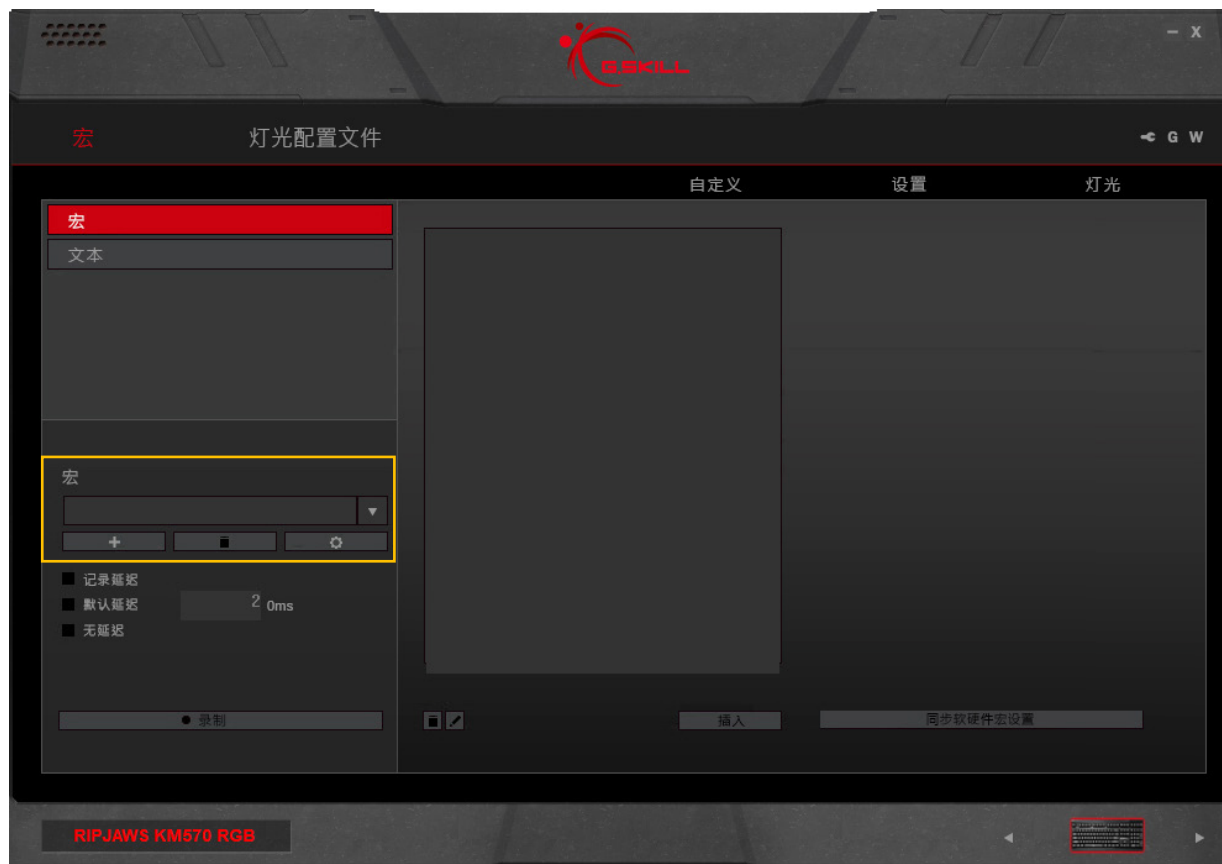 G.SKILL
– X
宏 灯光配置文件
G W
自定义 设置 灯光
宏
文本
宏
记录延迟
默认延迟 2 0ms
无延迟
录制
插入
同步软硬件宏设置
RIPJAWS KM570 RGB